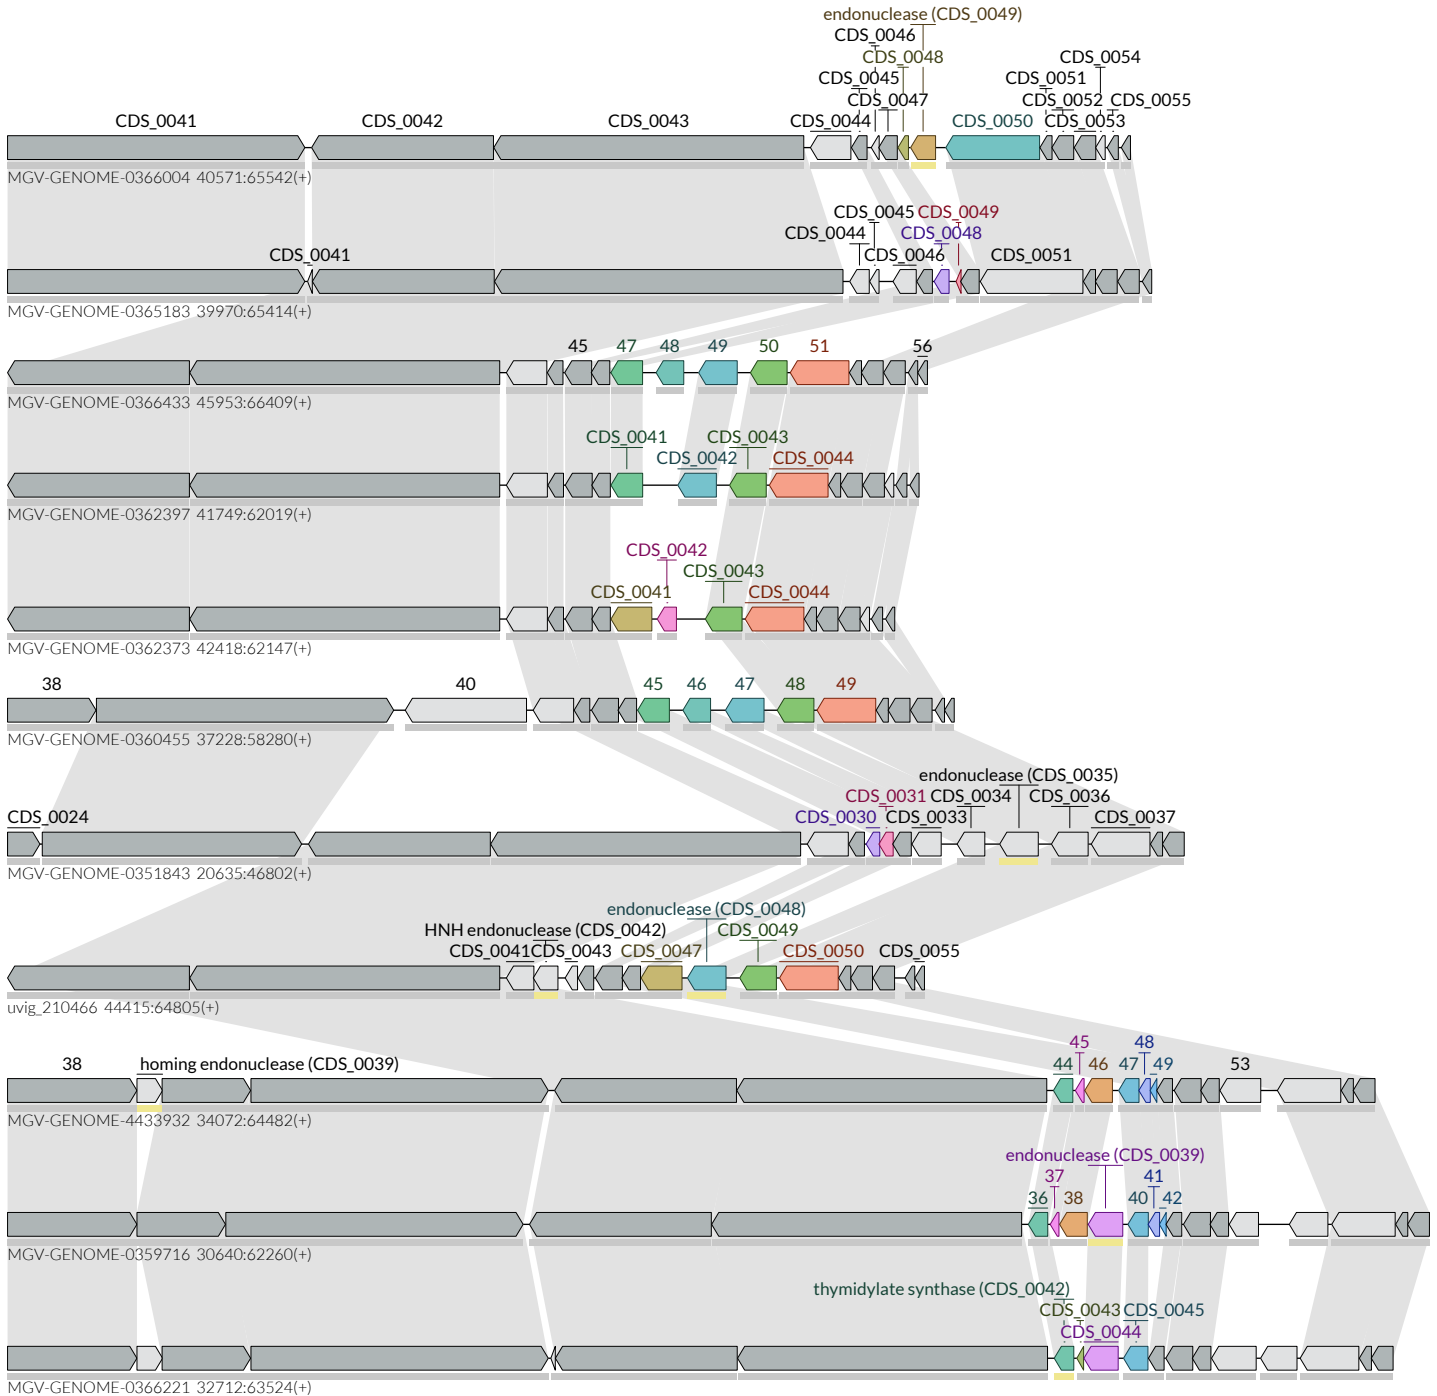 endonuclease (CDS_0049)
CDS_0046
CDS_0048 CDS_0054
CDS_0045 CDS_0051
CDS_0047 CDS_0052 CDS_0055
CDS_0041 CDS_0042 CDS_0043 CDS_0044 CDS_0050 CDS_0053
MGV-GENOME-0366004 40571:65542(+)
CDS_0045 CDS_0049
CDS_0044 CDS_0048
CDS_0041 CDS_0046 CDS_0051
MGV-GENOME-0365183 39970:65414(+)
45 47 48 49 50 51 56
MGV-GENOME-0366433 45953:66409(+)
CDS_0041 CDS_0043
CDS_0042 CDS_0044
MGV-GENOME-0362397 41749:62019(+)
CDS_0042
CDS_0043
CDS_0041 CDS_0044
MGV-GENOME-0362373 42418:62147(+)
38 40 45 46 47 48 49
MGV-GENOME-0360455 37228:58280(+)
endonuclease (CDS_0035)
CDS_0031 CDS_0034 CDS_0036
CDS_0024 CDS_0030 CDS_0033 CDS_0037
MGV-GENOME-0351843 20635:46802(+)
endonuclease (CDS_0048)
HNH endonuclease (CDS_0042) CDS_0049
CDS_0041 CDS_0043 CDS_0047 CDS_0050 CDS_0055
uvig_210466 44415:64805(+)
45 48
38 homing endonuclease (CDS_0039) 44 46 47 49 53
MGV-GENOME-4433932 34072:64482(+)
endonuclease (CDS_0039)
37 41
36 38 40 42
MGV-GENOME-0359716 30640:62260(+)
thymidylate synthase (CDS_0042)
CDS_0043 CDS_0045
CDS_0044
MGV-GENOME-0366221 32712:63524(+)